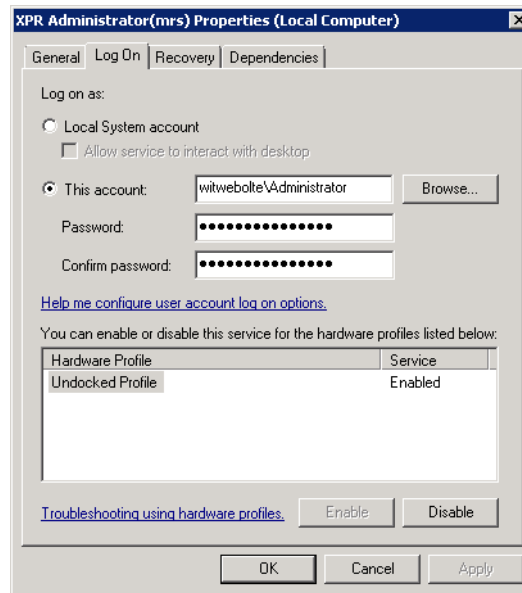 XPR Administrator(mrs) Properties (Local Computer)
General Log On Recovery Dependencies
Log on as:
Local System account
Allow service to interact with desktop
This account: witwebolte\Administrator Browse...
Password: ●●●●●●●●●●●●●●●
Confirm password: ●●●●●●●●●●●●●●●
Help me configure user account log on options.
You can enable or disable this service for the hardware profiles listed below:
Hardware Profile Service
Undocked Profile Enabled
Troubleshooting using hardware profiles. Enable Disable
OK Cancel Apply